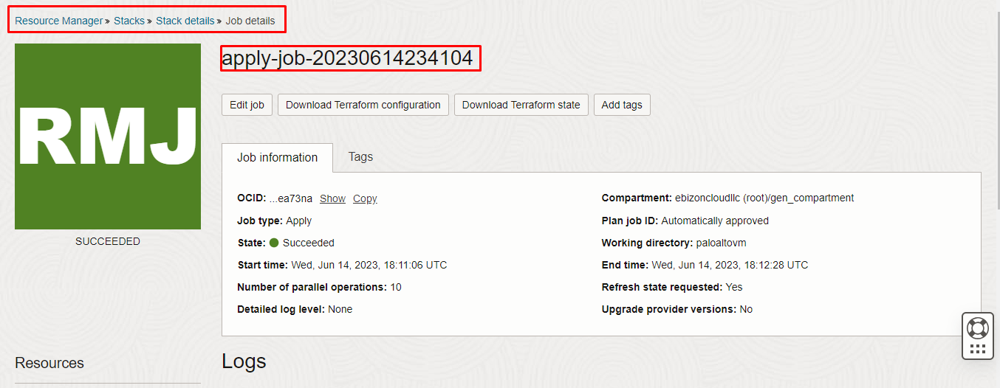 Resource Manager » Stacks » Stack details » Job details
RMJ
SUCCEEDED
apply-job-20230614234104
Edit job Download Terraform configuration Download Terraform state Add tags
Job information Tags
OCID: ...ea73na Show Copy
Job type: Apply
State: Succeeded
Start time: Wed, Jun 14, 2023, 18:11:06 UTC
Number of parallel operations: 10
Detailed log level: None
Compartment: ebizoncloudllc (root)/gen_compartment
Plan job ID: Automatically approved
Working directory: paloaltovm
End time: Wed, Jun 14, 2023, 18:12:28 UTC
Refresh state requested: Yes
Upgrade provider versions: No
Resources
Logs